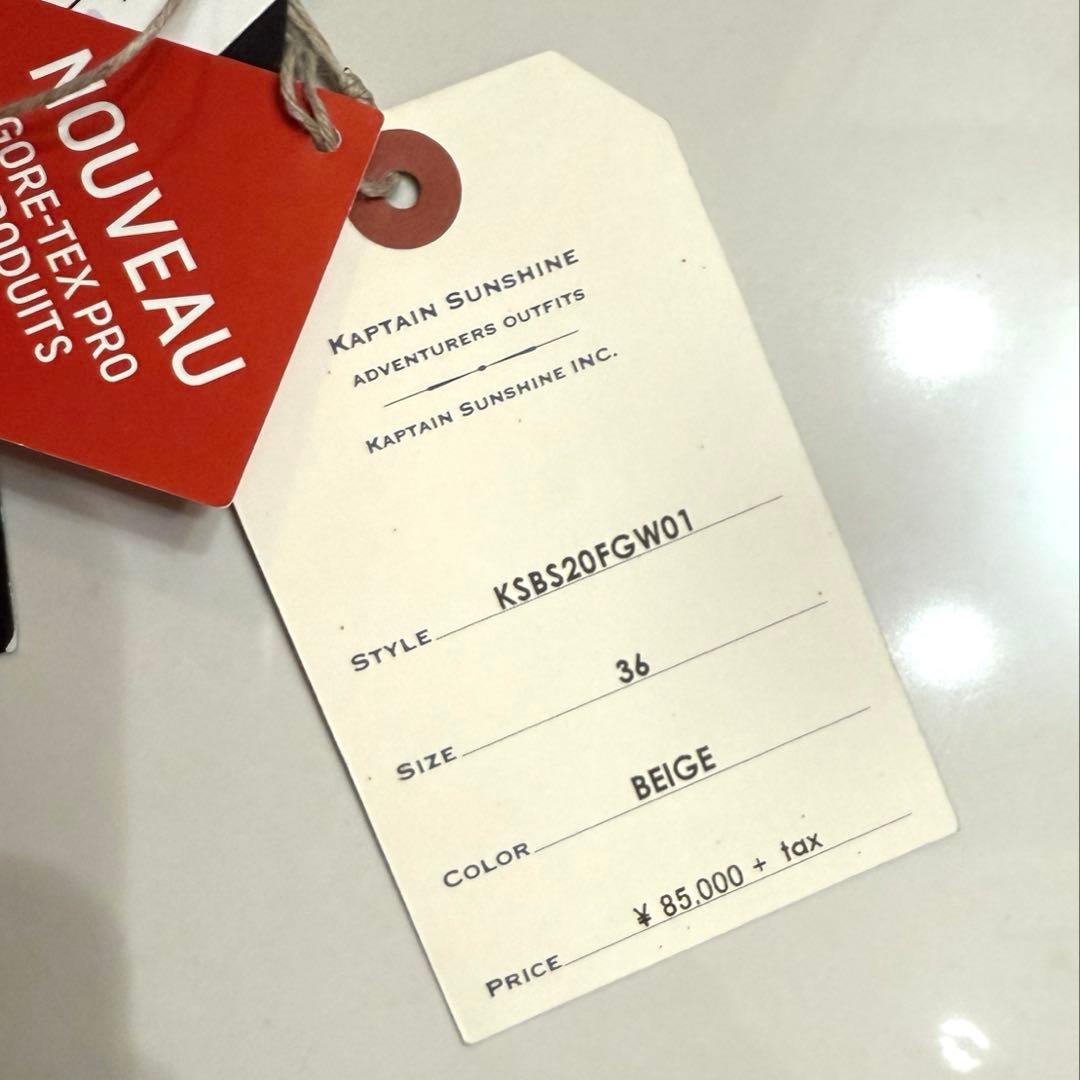 NOUVEAU
GORE-TEX PRO
PRODUITS
KAPTAIN SUNSHINE
ADVENTURERS OUTFITS
KAPTAIN SUNSHINE INC.
STYLE KSBS20FGW01
SIZE 36
COLOR BEIGE
PRICE ¥ 85.000 + tax